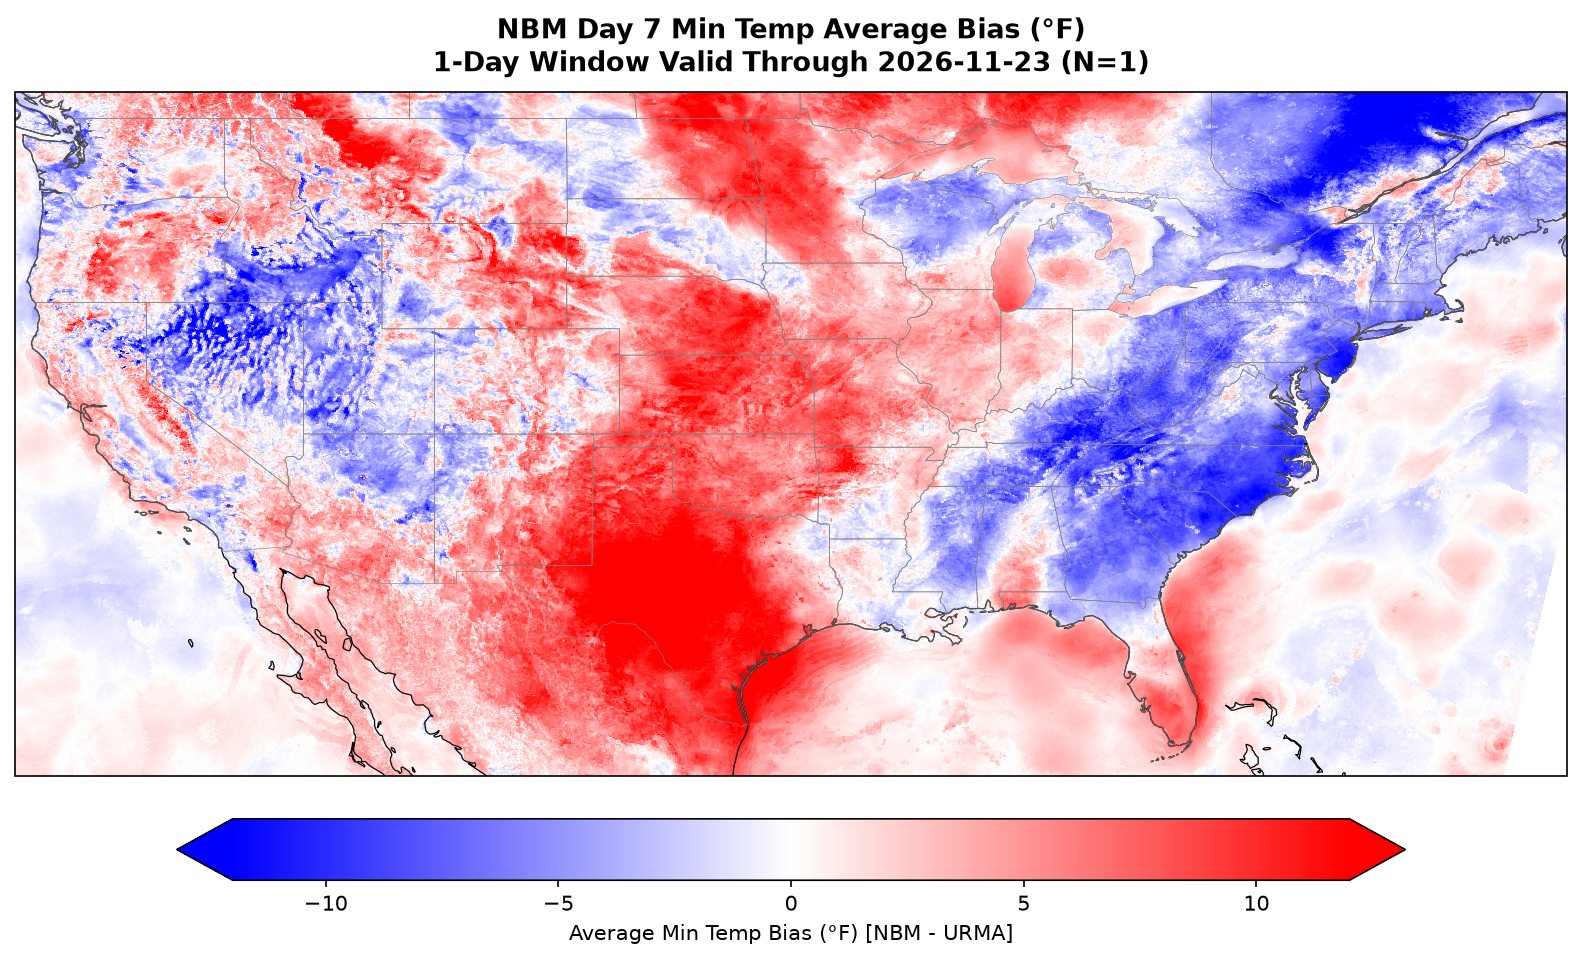 NBM Day 7 Min Temp Average Bias (°F)
1-Day Window Valid Through 2026-11-23 (N=1)
−10 −5 0 5 10
Average Min Temp Bias (°F) [NBM - URMA]